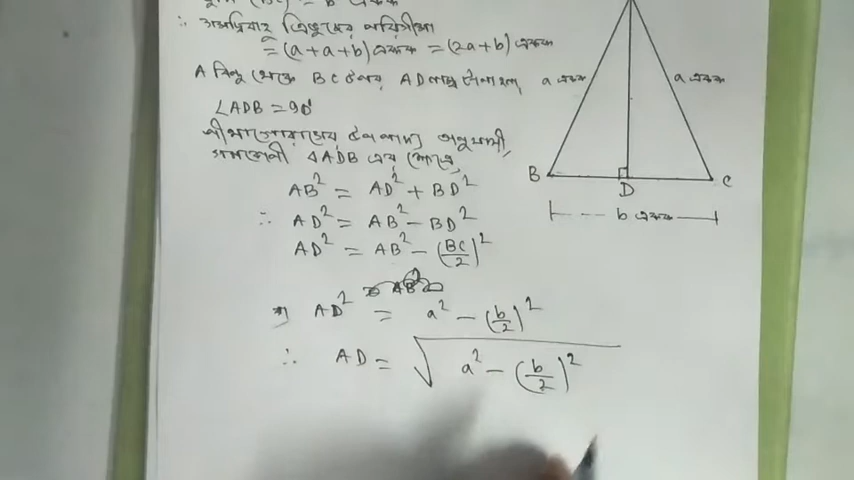 ∴ সমদ্বিবাহু ত্রিভুজের পরিসীমা
= (a+a+b) একক = (2a+b) একক
A বিন্দু থেকে BC এর উপর AD লম্ব টানা হল,
∠ADB = 90°
পীথাগোরাসের উপপাদ্য অনুযায়ী,
সমকোণী ΔADB এর ক্ষেত্রে,
AB² = AD² + BD²
∴ AD² = AB² - BD²
AD² = AB² - (BC/2)²
বা, AD² = a² - (b/2)²
∴ AD = √(a² - (b/2)²)
a একক
a একক
B
D
C
b একক